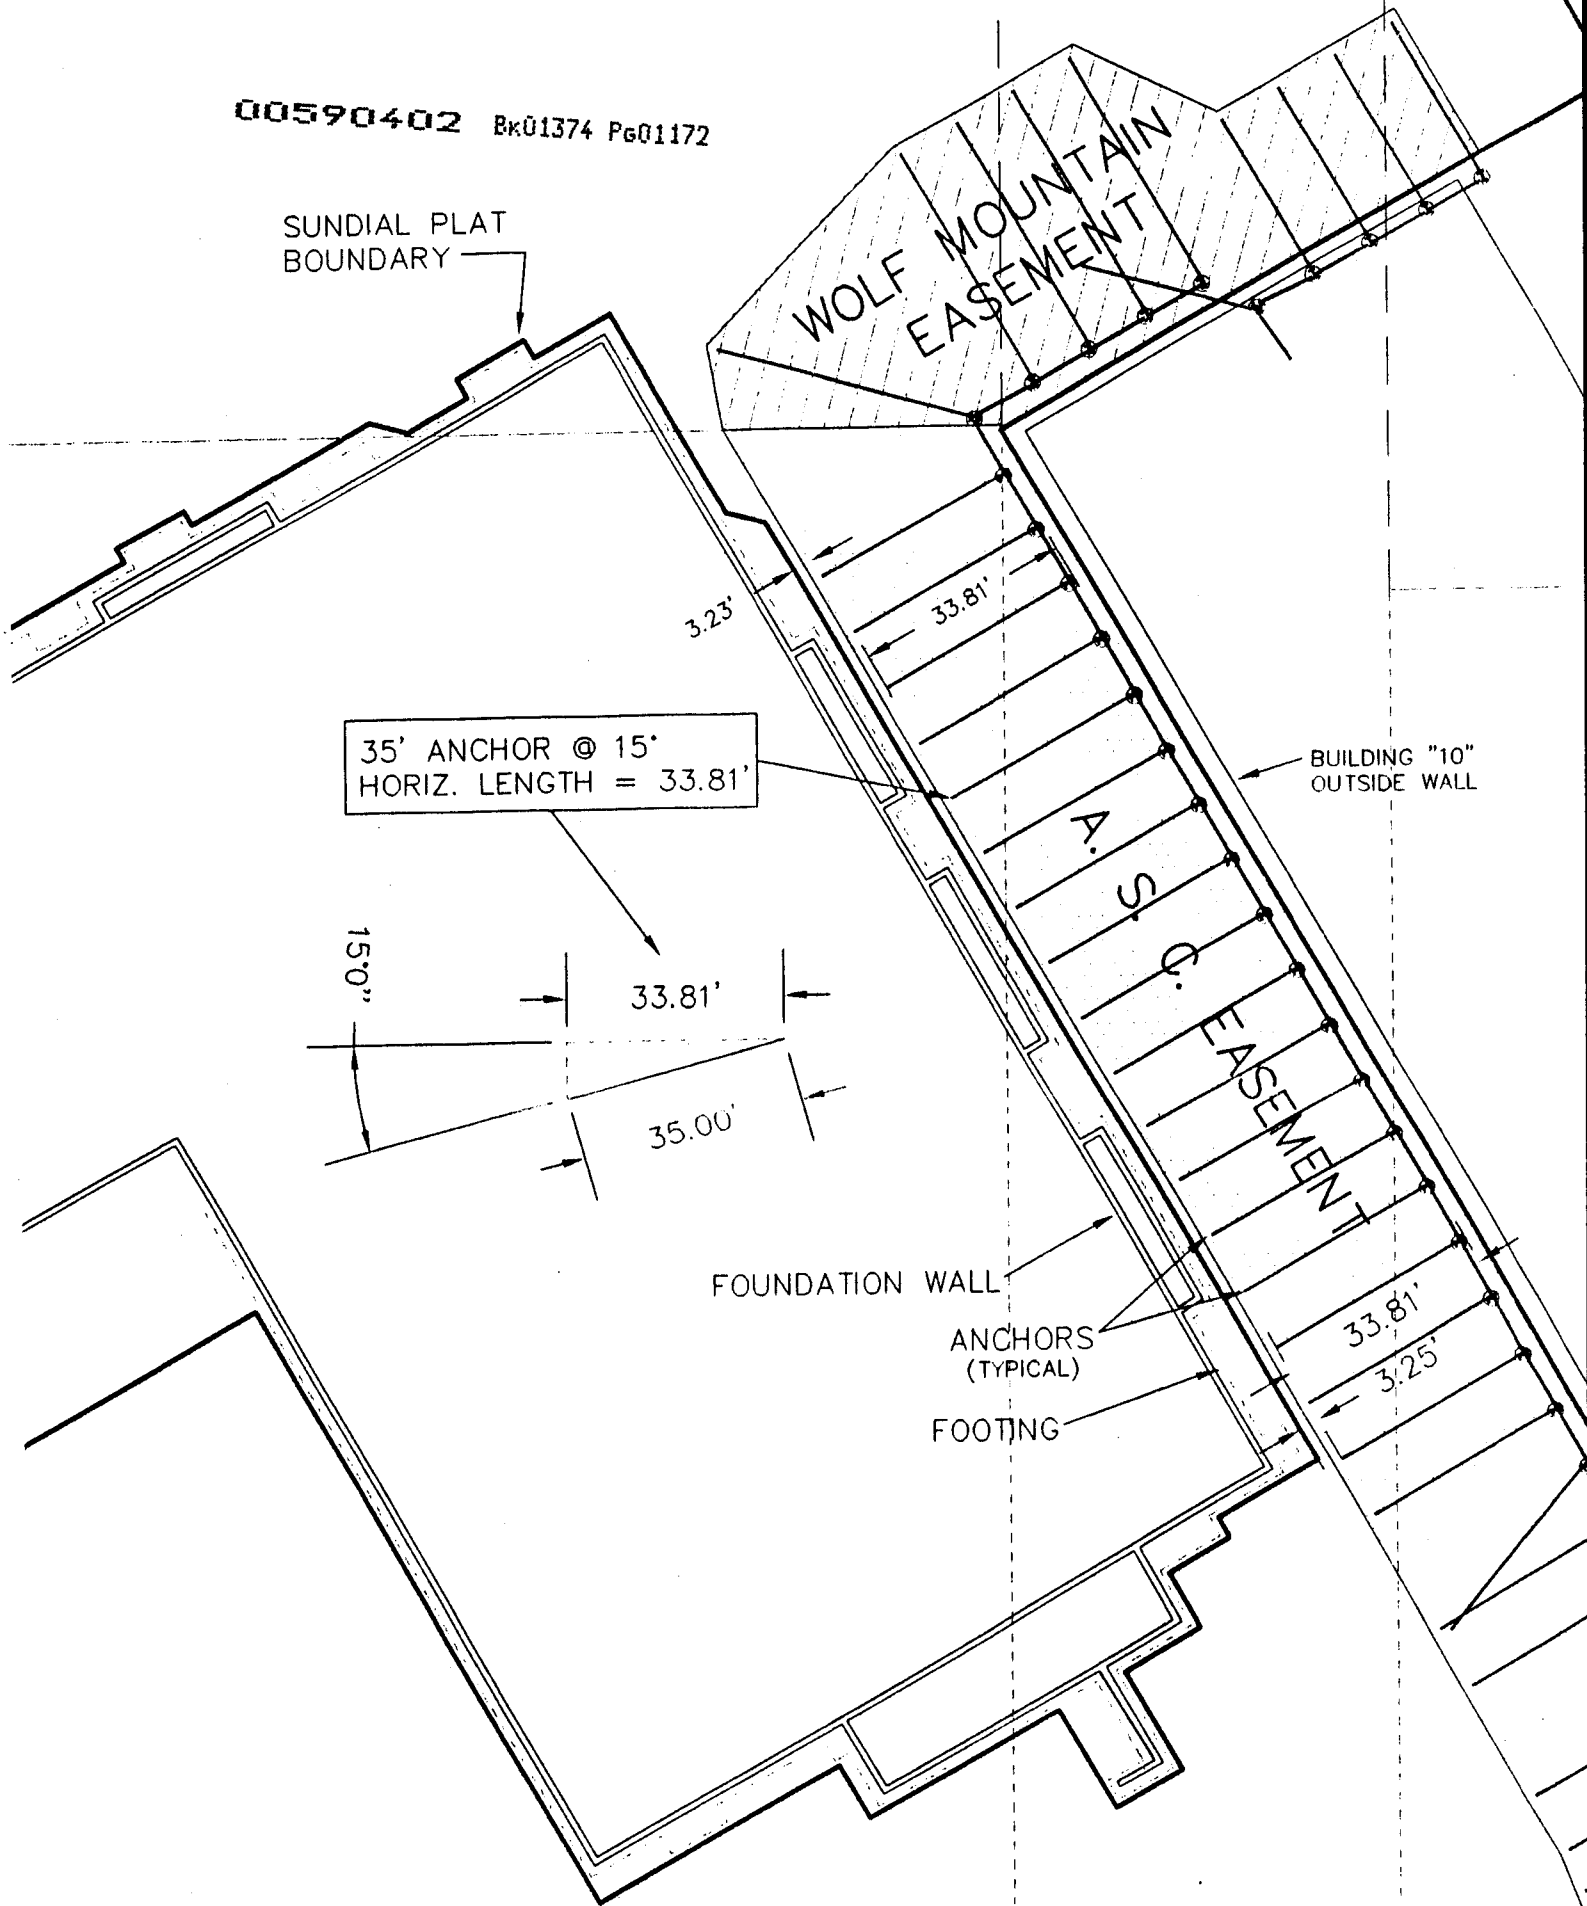 00590402 BK01374 PG01172
SUNDIAL PLAT
BOUNDARY
WOLF MOUNTAIN
EASEMENT
3.23'
33.81'
35' ANCHOR @ 15°
HORIZ. LENGTH = 33.81'
BUILDING "10"
OUTSIDE WALL
A. S. C. EASEMENT
15°0"
33.81'
35.00'
FOUNDATION WALL
ANCHORS
(TYPICAL)
FOOTING
33.81'
3.25'